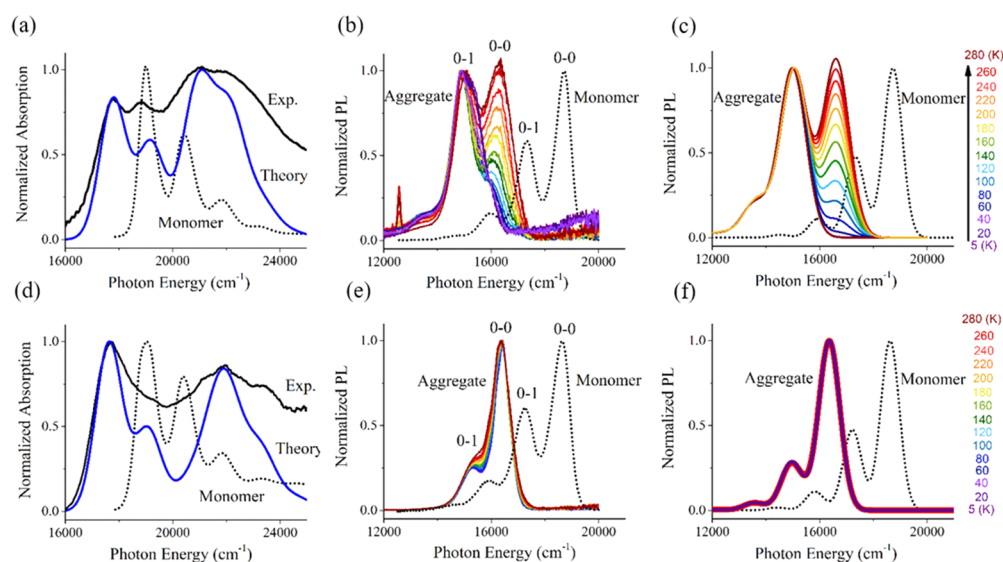 (a)
Normalized Absorption
1.0
0.5
0.0
Exp.
Theory
Monomer
16000 20000 24000
Photon Energy (cm-1)
(b)
Normalized PL
1.0
0.5
0.0
0-1
0-0
0-0
Aggregate
0-1
Monomer
12000 16000 20000
Photon Energy (cm-1)
(c)
Normalized PL
1.0
0.5
0.0
Aggregate
Monomer
12000 16000 20000
Photon Energy (cm-1)
280 (K)
260
240
220
200
180
160
140
120
100
80
60
40
20
5 (K)
(d)
Normalized Absorption
1.0
0.5
0.0
Exp.
Theory
Monomer
16000 20000 24000
Photon Energy (cm-1)
(e)
Normalized PL
1.0
0.5
0.0
0-0
0-0
Aggregate
0-1
Monomer
0-1
12000 16000 20000
Photon Energy (cm-1)
(f)
Normalized PL
1.0
0.5
0.0
Aggregate
Monomer
12000 16000 20000
Photon Energy (cm-1)
280 (K)
260
240
220
200
180
160
140
120
100
80
60
40
20
5 (K)